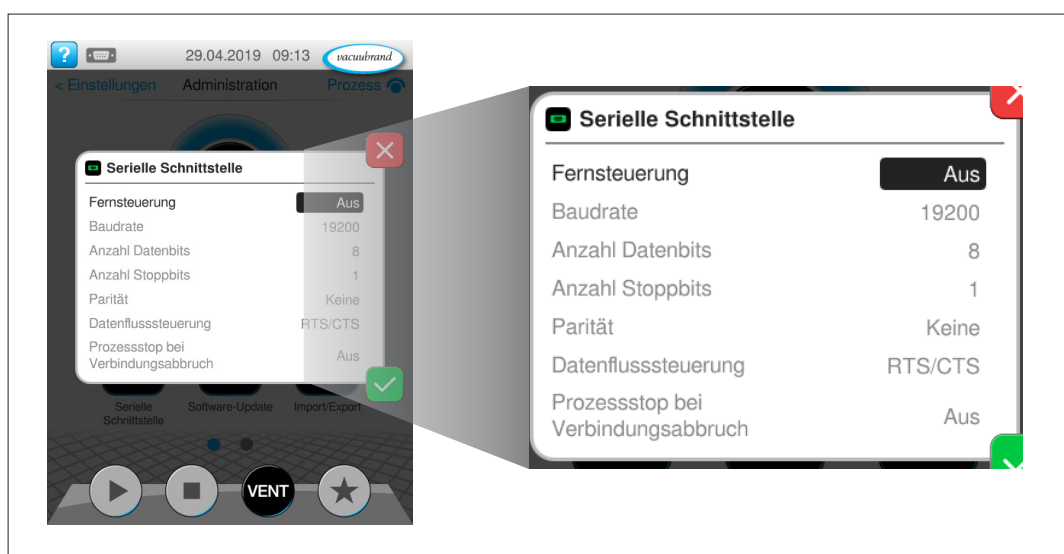 ?
29.04.2019 09:13
vacuubrand
< Einstellungen Administration Prozess
Serielle Schnittstelle
Fernsteuerung Aus
Baudrate 19200
Anzahl Datenbits 8
Anzahl Stoppbits 1
Parität Keine
Datenflusssteuerung RTS/CTS
Prozessstop bei
Verbindungsabbruch Aus
Serielle
Schnittstelle
Software-Update
Import/Export
VENT
Serielle Schnittstelle
Fernsteuerung Aus
Baudrate 19200
Anzahl Datenbits 8
Anzahl Stoppbits 1
Parität Keine
Datenflusssteuerung RTS/CTS
Prozessstop bei
Verbindungsabbruch Aus